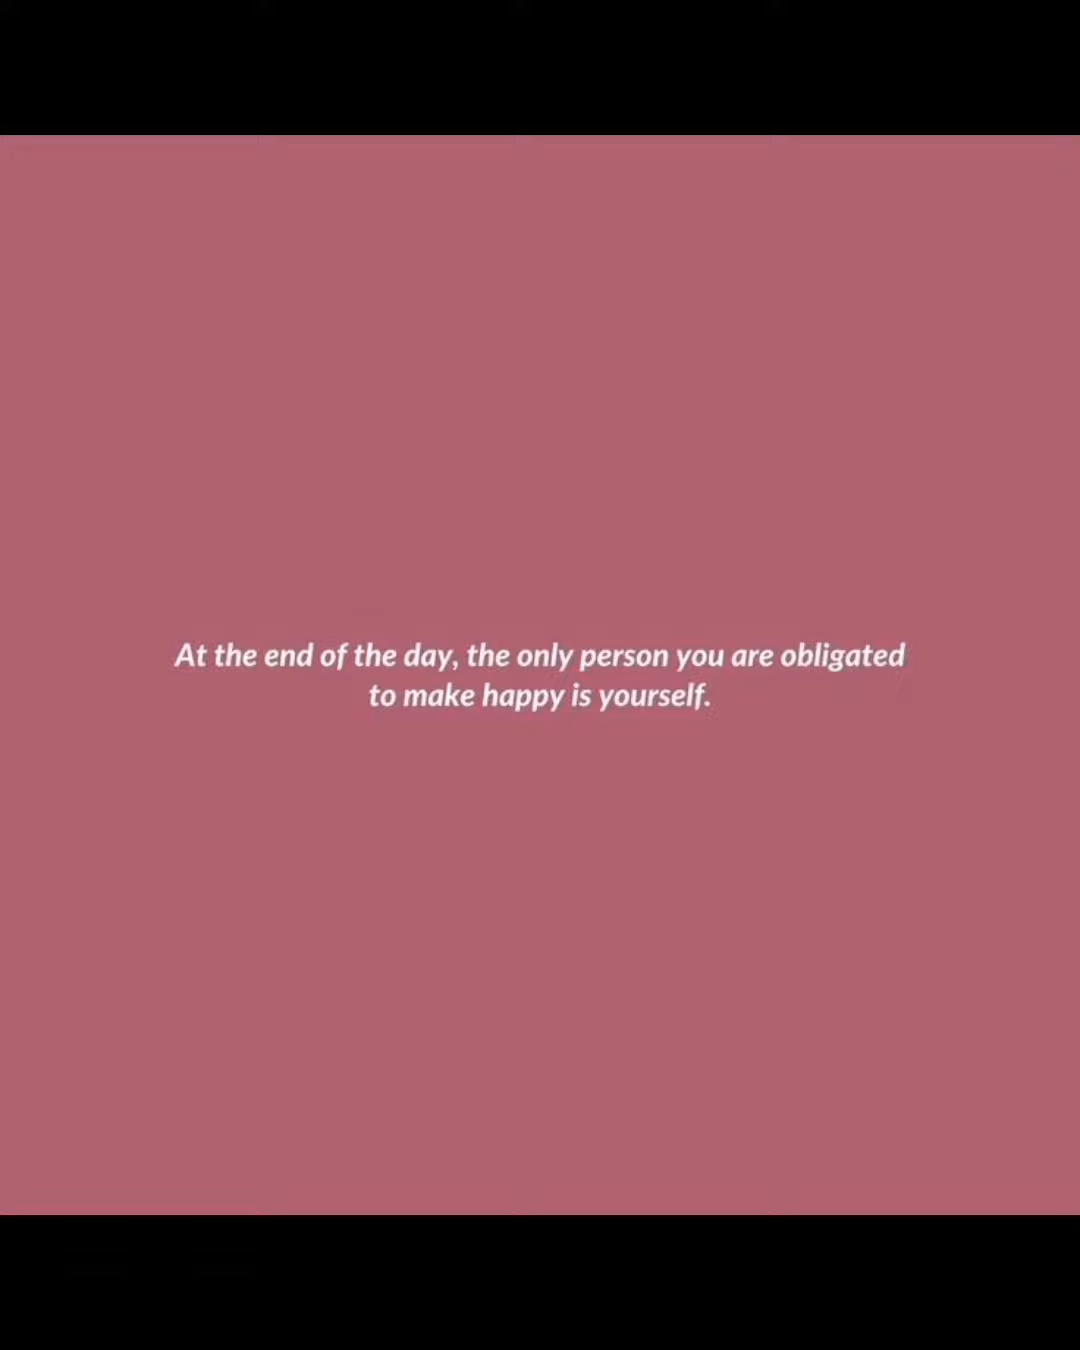 At the end of the day, the only person you are obligated
to make happy is yourself.